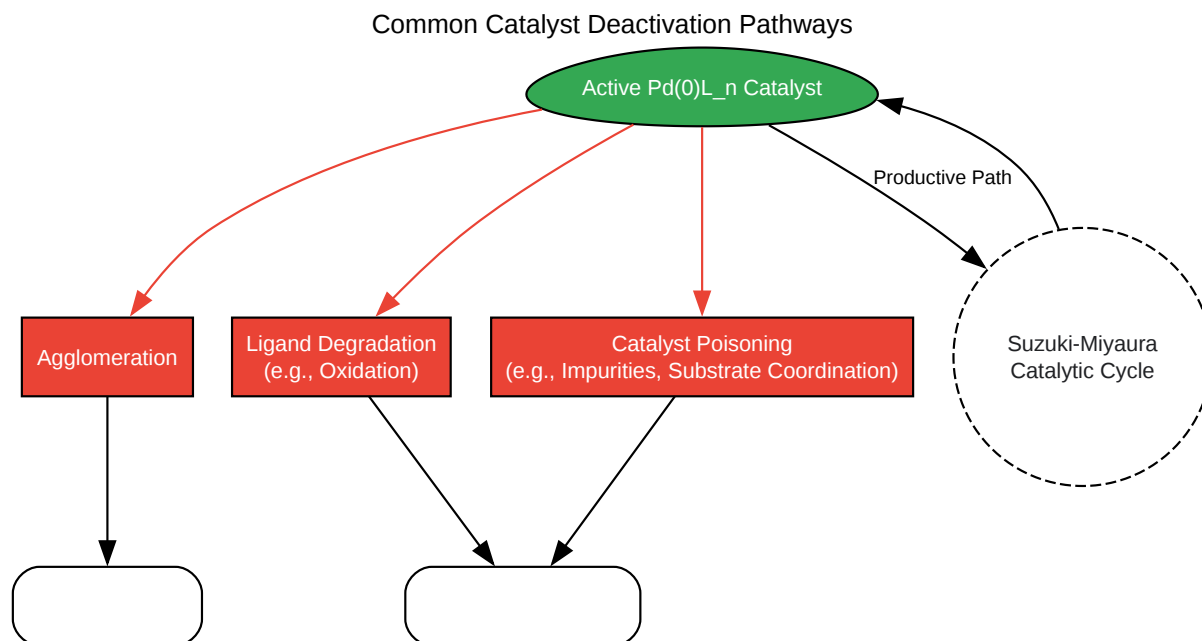 Common Catalyst Deactivation Pathways
Active Pd(0)L_n Catalyst
Productive Path
Agglomeration
Ligand Degradation
(e.g., Oxidation)
Catalyst Poisoning
(e.g., Impurities, Substrate Coordination)
Suzuki-Miyaura
Catalytic Cycle